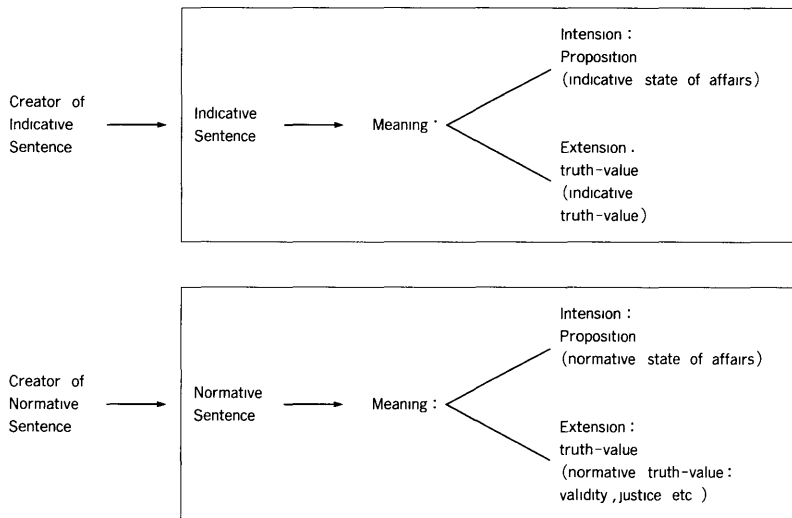 Intension :
Proposition
(indicative state of affairs)
Creator of
Indicative
Sentence
Indicative
Sentence
Meaning :
Extension .
truth-value
(indicative
truth-value)
Intension :
Proposition
(normative state of affairs)
Creator of
Normative
Sentence
Normative
Sentence
Meaning :
Extension :
truth-value
(normative truth-value :
validity , justice etc )